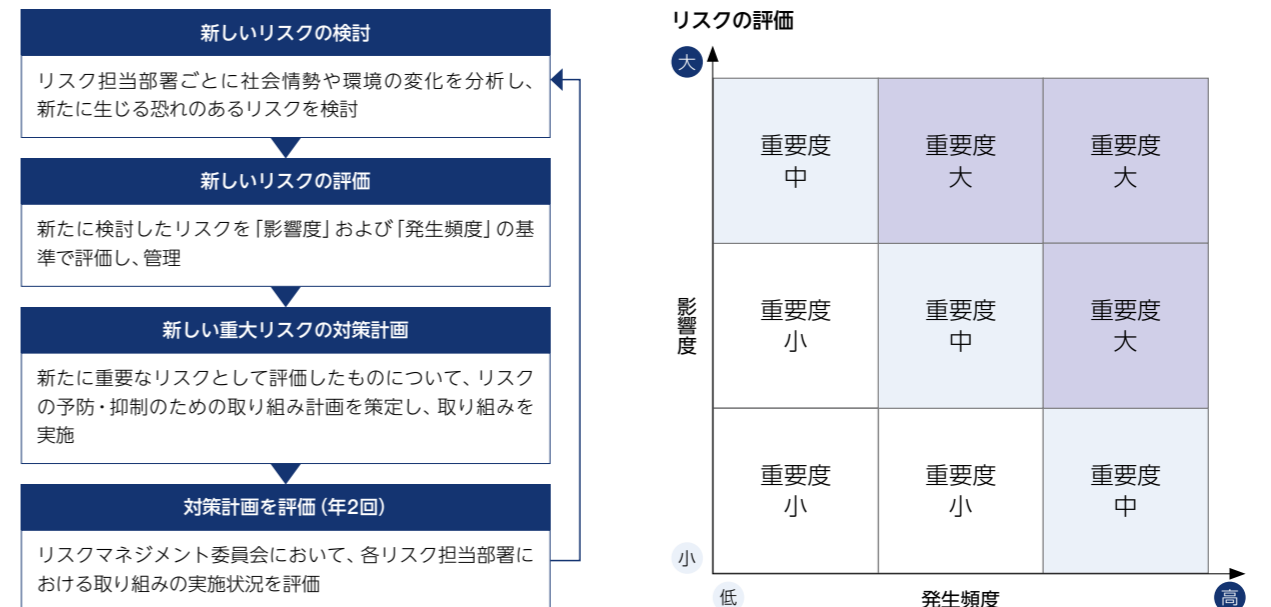 新しいリスクの検討
リスク担当部署ごとに社会情勢や環境の変化を分析し、
新たに生じる恐れのあるリスクを検討
新しいリスクの評価
新たに検討したリスクを「影響度」および「発生頻度」の基
準で評価し、管理
新しい重大リスクの対策計画
新たに重要なリスクとして評価したものについて、リスク
の予防・抑制のための取り組み計画を策定し、取り組みを
実施
対策計画を評価(年2回)
リスクマネジメント委員会において、各リスク担当部署に
おける取り組みの実施状況を評価
リスクの評価
大
重要度
中
重要度
大
重要度
大
影響度
重要度
小
重要度
中
重要度
大
重要度
小
重要度
小
重要度
中
小
低
発生頻度
高